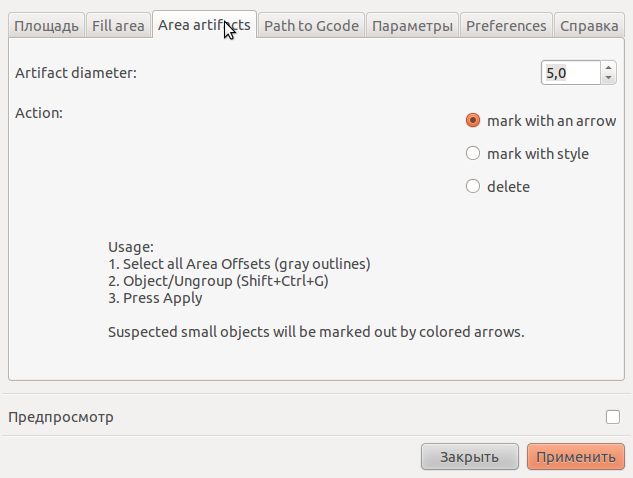 Площадь Fill area Area artifacts Path to Gcode Параметры Preferences Справка
Artifact diameter: 5,0
Action:
mark with an arrow
mark with style
delete
Usage:
1. Select all Area Offsets (gray outlines)
2. Object/Ungroup (Shift+Ctrl+G)
3. Press Apply
Suspected small objects will be marked out by colored arrows.
Предпросмотр
Закрыть Применить